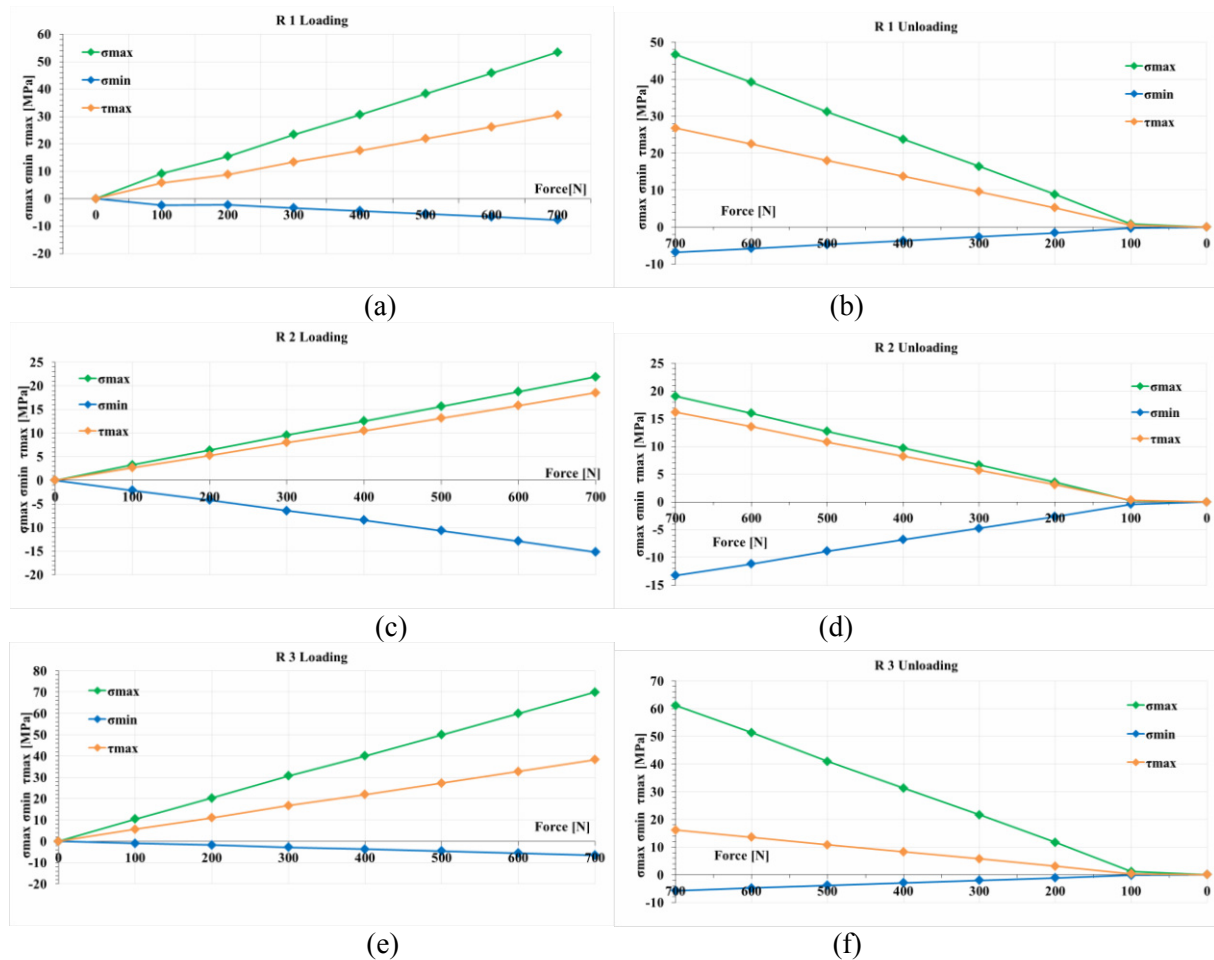 R 1 Loading
σmax σmin τmax [MPa]
60
50
40
30
20
10
0
-10
-20
σmax
σmin
τmax
Force[N]
0 100 200 300 400 500 600 700
(a)
R 1 Unloading
σmax σmin τmax [MPa]
50
40
30
20
10
0
-10
σmax
σmin
τmax
Force [N]
700 600 500 400 300 200 100 0
(b)
R 2 Loading
σmax σmin τmax [MPa]
25
20
15
10
5
0
-5
-10
-15
-20
σmax
σmin
τmax
Force [N]
0 100 200 300 400 500 600 700
(c)
R 2 Unloading
σmax σmin τmax [MPa]
25
20
15
10
5
0
-5
-10
-15
σmax
σmin
τmax
Force [N]
700 600 500 400 300 200 100 0
(d)
R 3 Loading
σmax σmin τmax [MPa]
80
70
60
50
40
30
20
10
0
-10
-20
σmax
σmin
τmax
Force [N]
0 100 200 300 400 500 600 700
(e)
R 3 Unloading
σmax σmin τmax [MPa]
70
60
50
40
30
20
10
0
-10
σmax
σmin
τmax
Force [N]
700 600 500 400 300 200 100 0
(f)